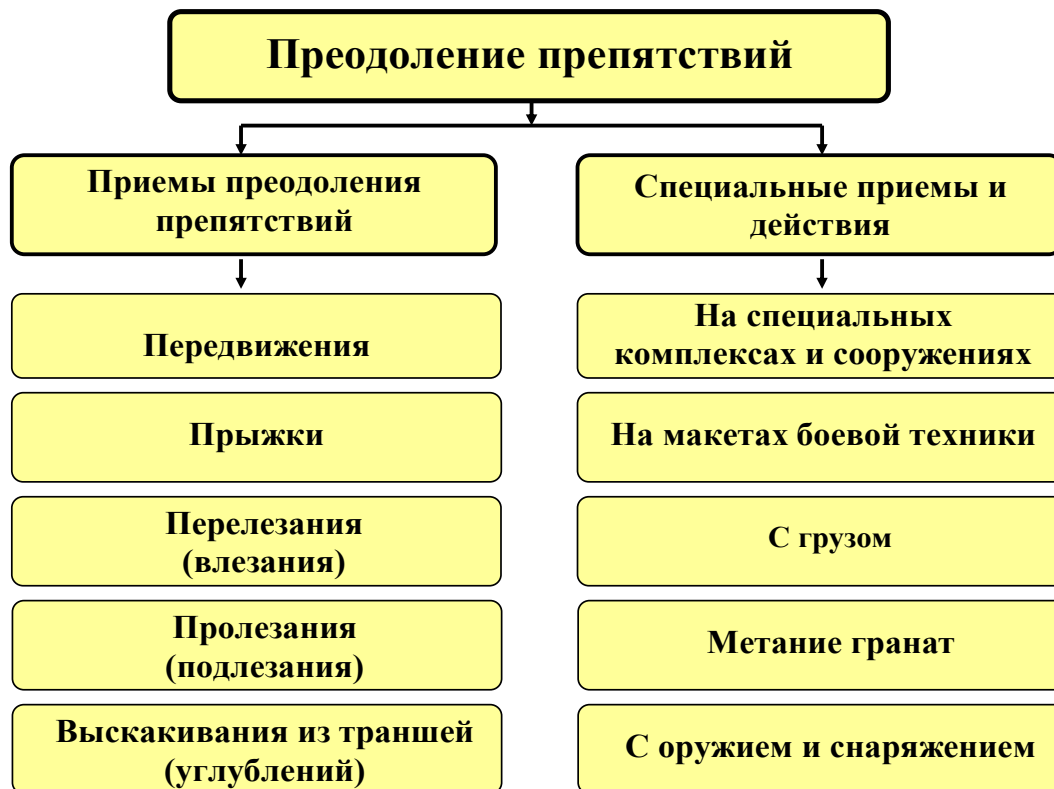 Преодоление препятствий
Приемы преодоления
препятствий
Специальные приемы и
действия
Передвижения
На специальных
комплексах и сооружениях
Прыжки
На макетах боевой техники
Перелезания
(влезания)
С грузом
Пролезания
(подлезания)
Метание гранат
Выскакивания из траншей
(углублений)
С оружием и снаряжением